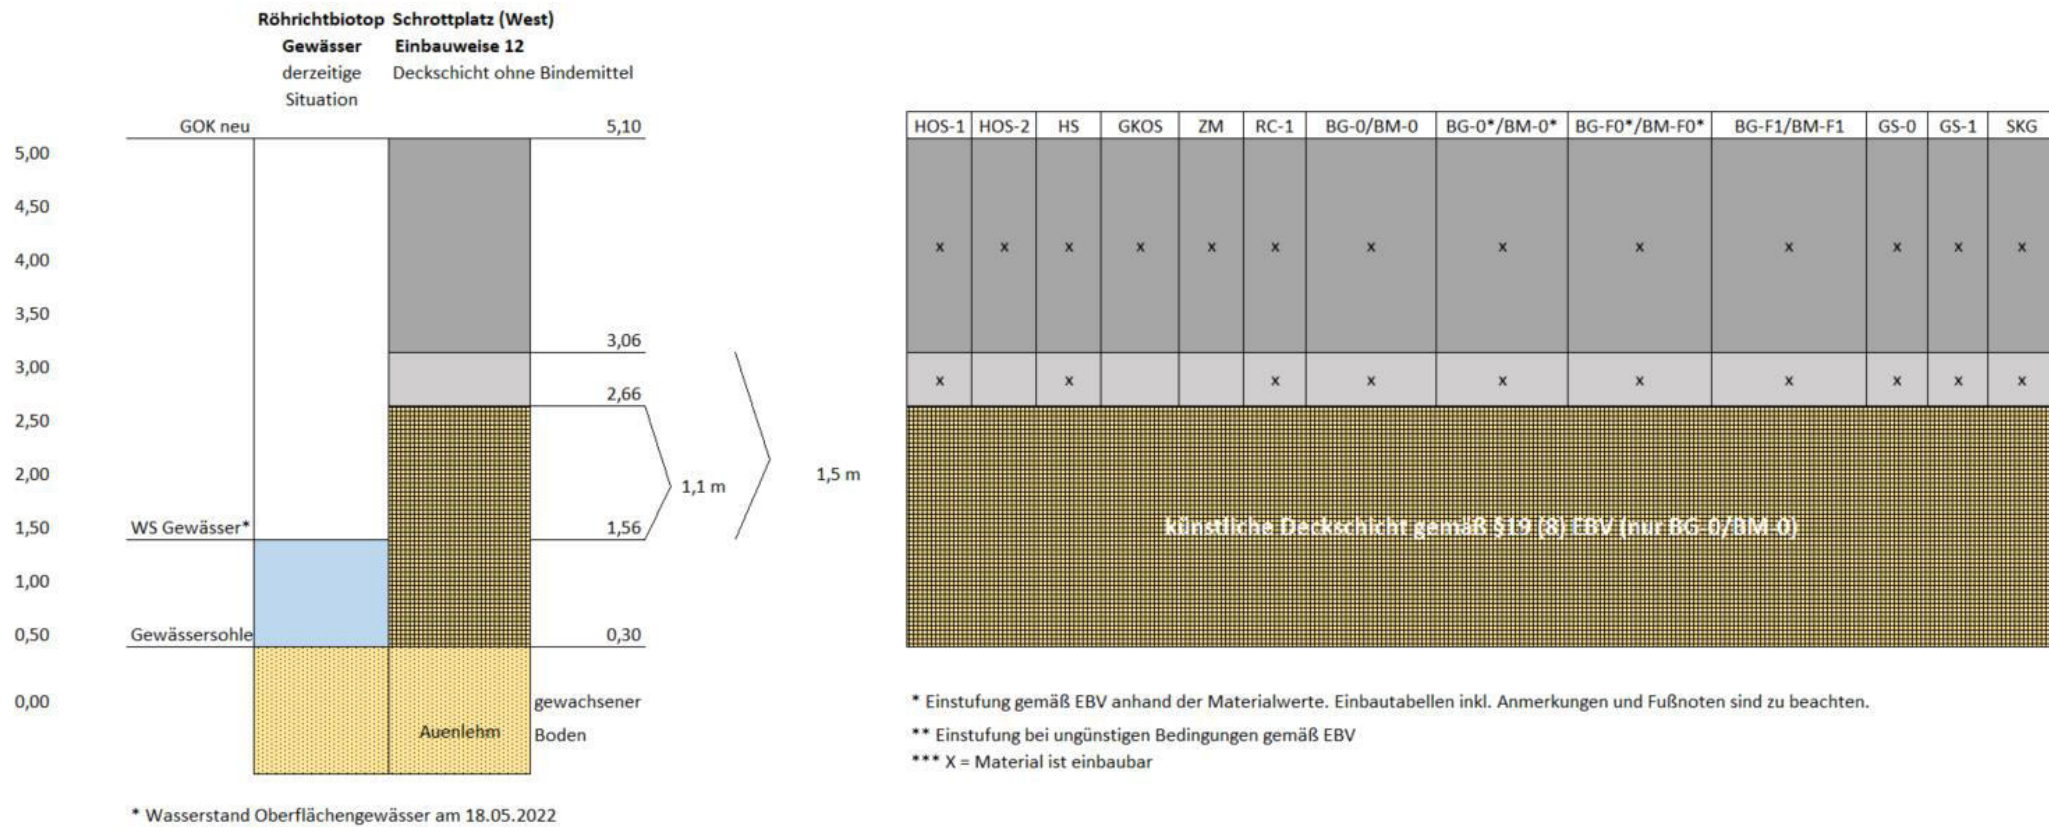 Röhrichtbiotop Schrottplatz (West)
Gewässer Einbauweise 12
derzeitige Deckschicht ohne Bindemittel
Situation
GOK neu 5,10
HOS-1 HOS-2 HS GKOS ZM RC-1 BG-0/BM-0 BG-0*/BM-0* BG-F0*/BM-F0* BG-F1/BM-F1 GS-0 GS-1 SKG
5,00
4,50
x x x x x x x x x x x x x
4,00
3,50
3,06
3,00
x x x x x x x x x x
2,66
2,50
2,00 1,1 m 1,5 m
1,50 WS Gewässer* 1,56
künstliche Deckschicht gemäß §19 (8) EBV (nur BG-0/BM-0)
1,00
0,50 Gewässersohle 0,30
0,00 gewachsener
Auenlehm Boden
* Einstufung gemäß EBV anhand der Materialwerte. Einbautabellen inkl. Anmerkungen und Fußnoten sind zu beachten.
** Einstufung bei ungünstigen Bedingungen gemäß EBV
*** X = Material ist einbaubar
* Wasserstand Oberflächengewässer am 18.05.2022